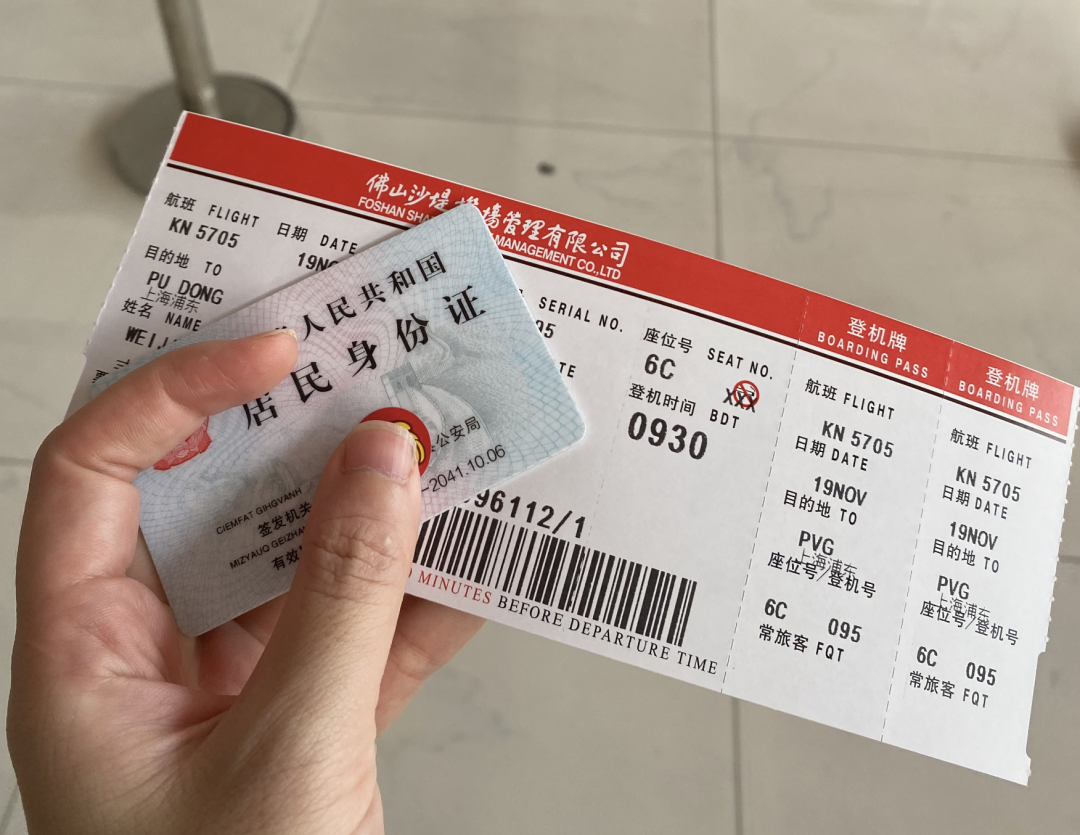 佛山沙堤機場管理有限公司
FOSHAN MANAGEMENT CO.,LTD
航班 FLIGHT 日期 DATE
KN 5705
目的地 TO
PU DONG
上海浦东
姓名 NAME
SERIAL NO.
座位号 SEAT NO.
6C XXX
登机时间 BDT
0930
96112/1
MINUTES BEFORE DEPARTURE TIME
登机牌
BOARDING PASS
航班 FLIGHT
KN 5705
日期 DATE
19NOV
目的地 TO
PVG
上海浦东
座位号/登机号
6C 095
常旅客 FQT
登机牌
BOARDING PASS
航班 FLIGHT
KN 5705
日期 DATE
19NOV
目的地 TO
PVG
上海浦东
座位号/登机号
6C 095
常旅客 FQT
人民共和国
居民身份证
CIEMFAT GIHGVANH
签发机关
公安局
MIZYAUQ
-2041.10.06